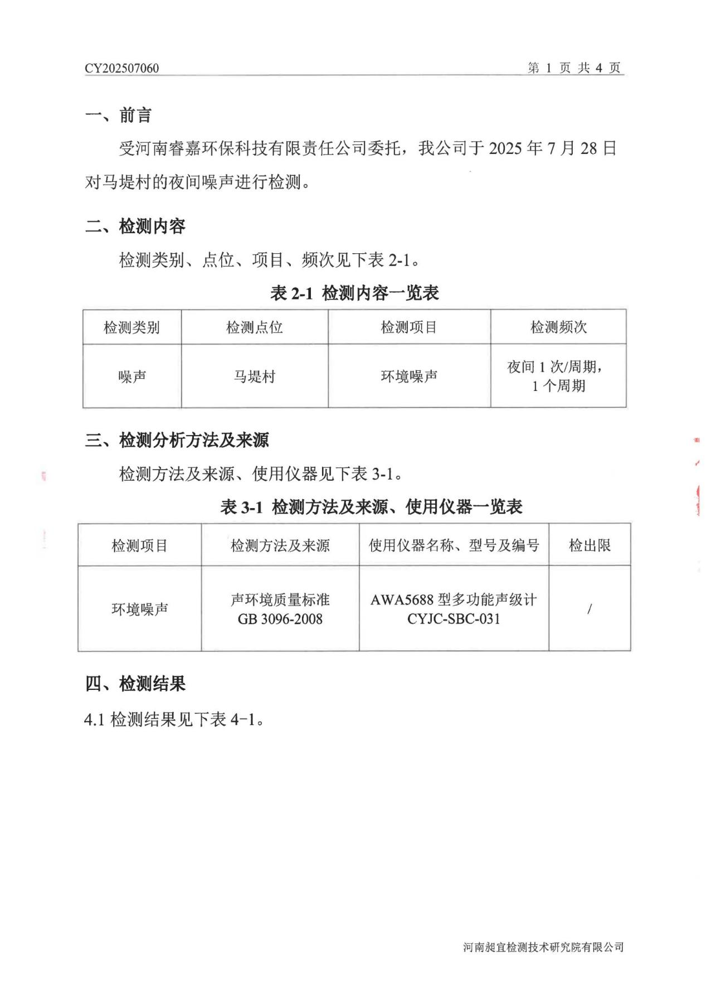 CY202507060 第 1 页 共 4 页
一、前言
受河南睿嘉环保科技有限责任公司委托，我公司于 2025 年 7 月 28 日
对马堤村的夜间噪声进行检测。
二、检测内容
检测类别、点位、项目、频次见下表 2-1。
表 2-1 检测内容一览表
检测类别 检测点位 检测项目 检测频次
噪声 马堤村 环境噪声 夜间 1 次/周期，
1 个周期
三、检测分析方法及来源
检测方法及来源、使用仪器见下表 3-1。
表 3-1 检测方法及来源、使用仪器一览表
检测项目 检测方法及来源 使用仪器名称、型号及编号 检出限
环境噪声 声环境质量标准 AWA5688 型多功能声级计 /
GB 3096-2008 CYJC-SBC-031
四、检测结果
4.1 检测结果见下表 4-1。
河南昶宜检测技术研究院有限公司